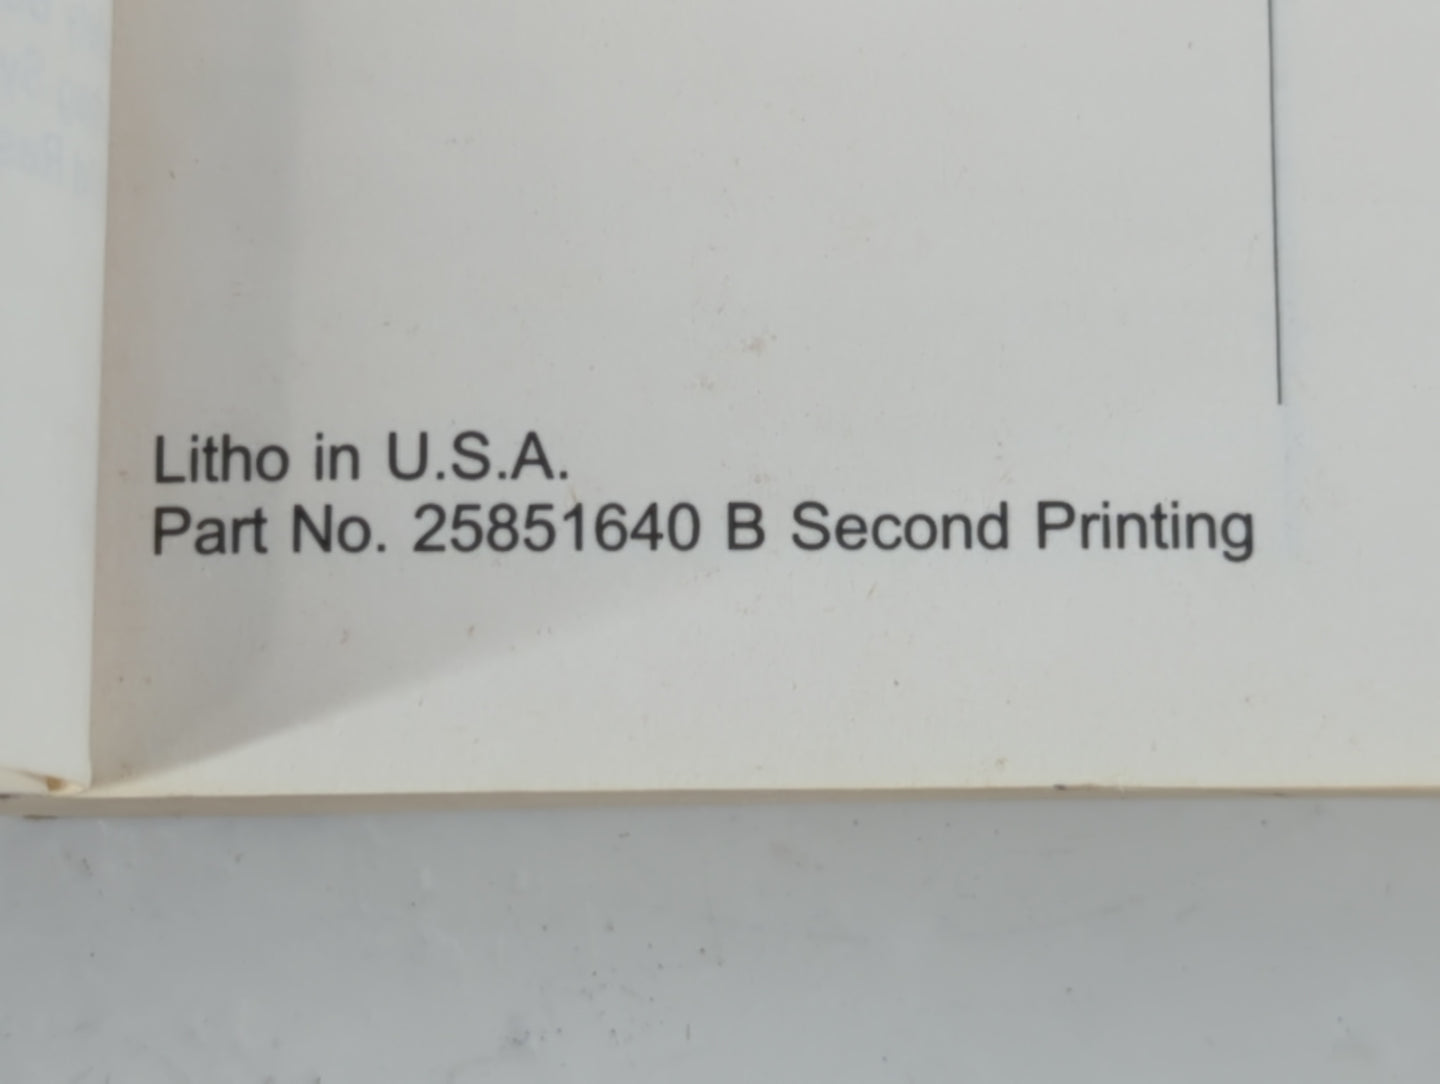 Litho in U.S.A.
Part No. 25851640 B Second Printing